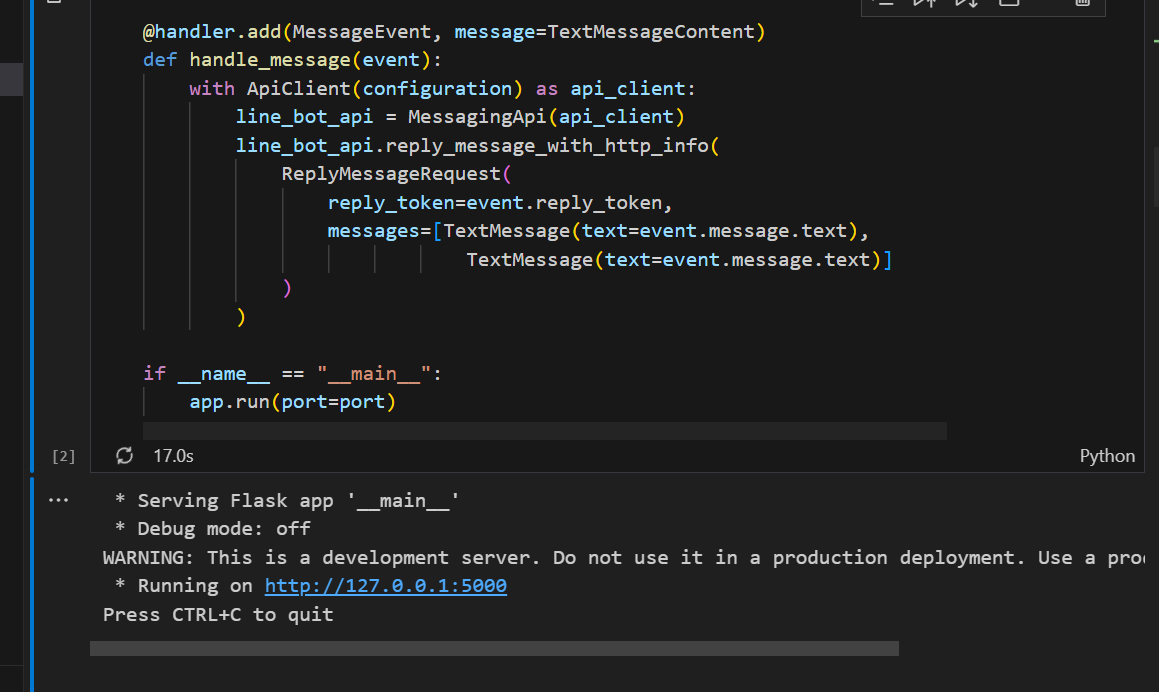 @handler.add(MessageEvent, message=TextMessageContent)
def handle_message(event):
    with ApiClient(configuration) as api_client:
        line_bot_api = MessagingApi(api_client)
        line_bot_api.reply_message_with_http_info(
            ReplyMessageRequest(
                reply_token=event.reply_token,
                messages=[TextMessage(text=event.message.text),
                            TextMessage(text=event.message.text)]
            )
        )
if __name__ == "__main__":
    app.run(port=port)
[2] 17.0s Python
 * Serving Flask app '__main__'
 * Debug mode: off
WARNING: This is a development server. Do not use it in a production deployment. Use a
 * Running on http://127.0.0.1:5000
Press CTRL+C to quit